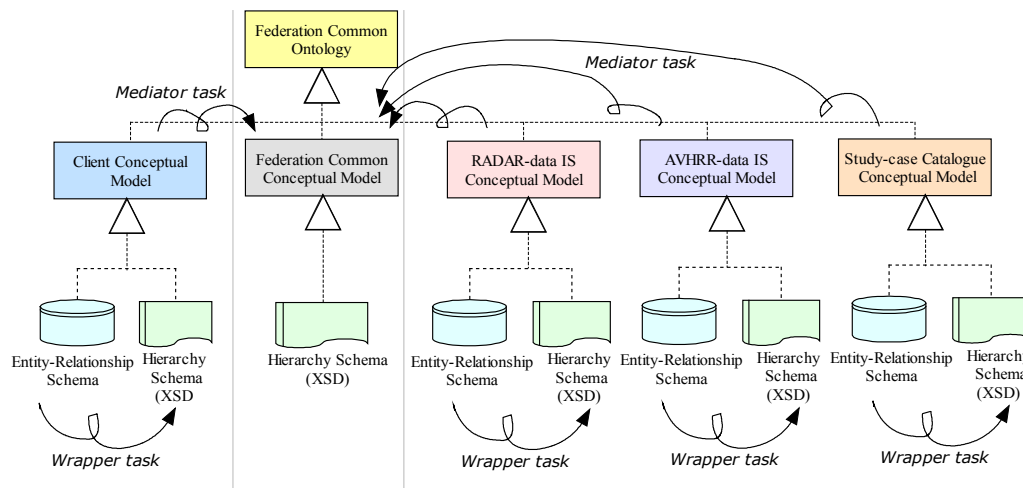 Federation Common
Ontology
Mediator task
Mediator task
Client Conceptual
Model
Federation Common
Conceptual Model
RADAR-data IS
Conceptual Model
AVHRR-data IS
Conceptual Model
Study-case Catalogue
Conceptual Model
Entity-Relationship
Schema
Hierarchy
Schema
(XSD
Hierarchy Schema
(XSD)
Entity-Relationship
Schema
Hierarchy
Schema
(XSD)
Entity-Relationship
Schema
Hierarchy
Schema
(XSD)
Entity-Relationship
Schema
Hierarchy
Schema
(XSD)
Wrapper task
Wrapper task
Wrapper task
Wrapper task